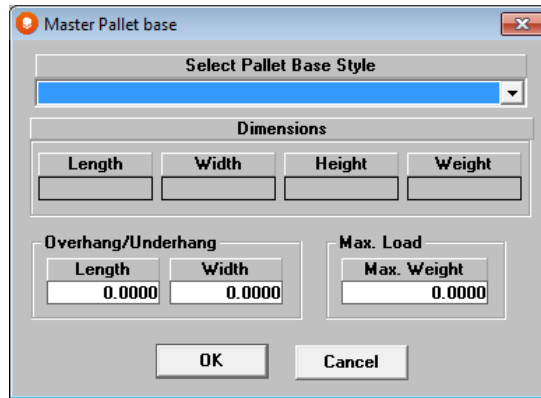 Master Pallet base
Select Pallet Base Style
Dimensions
Length Width Height Weight
Overhang/Underhang Max. Load
Length Width Max. Weight
0.0000 0.0000 0.0000
OK Cancel